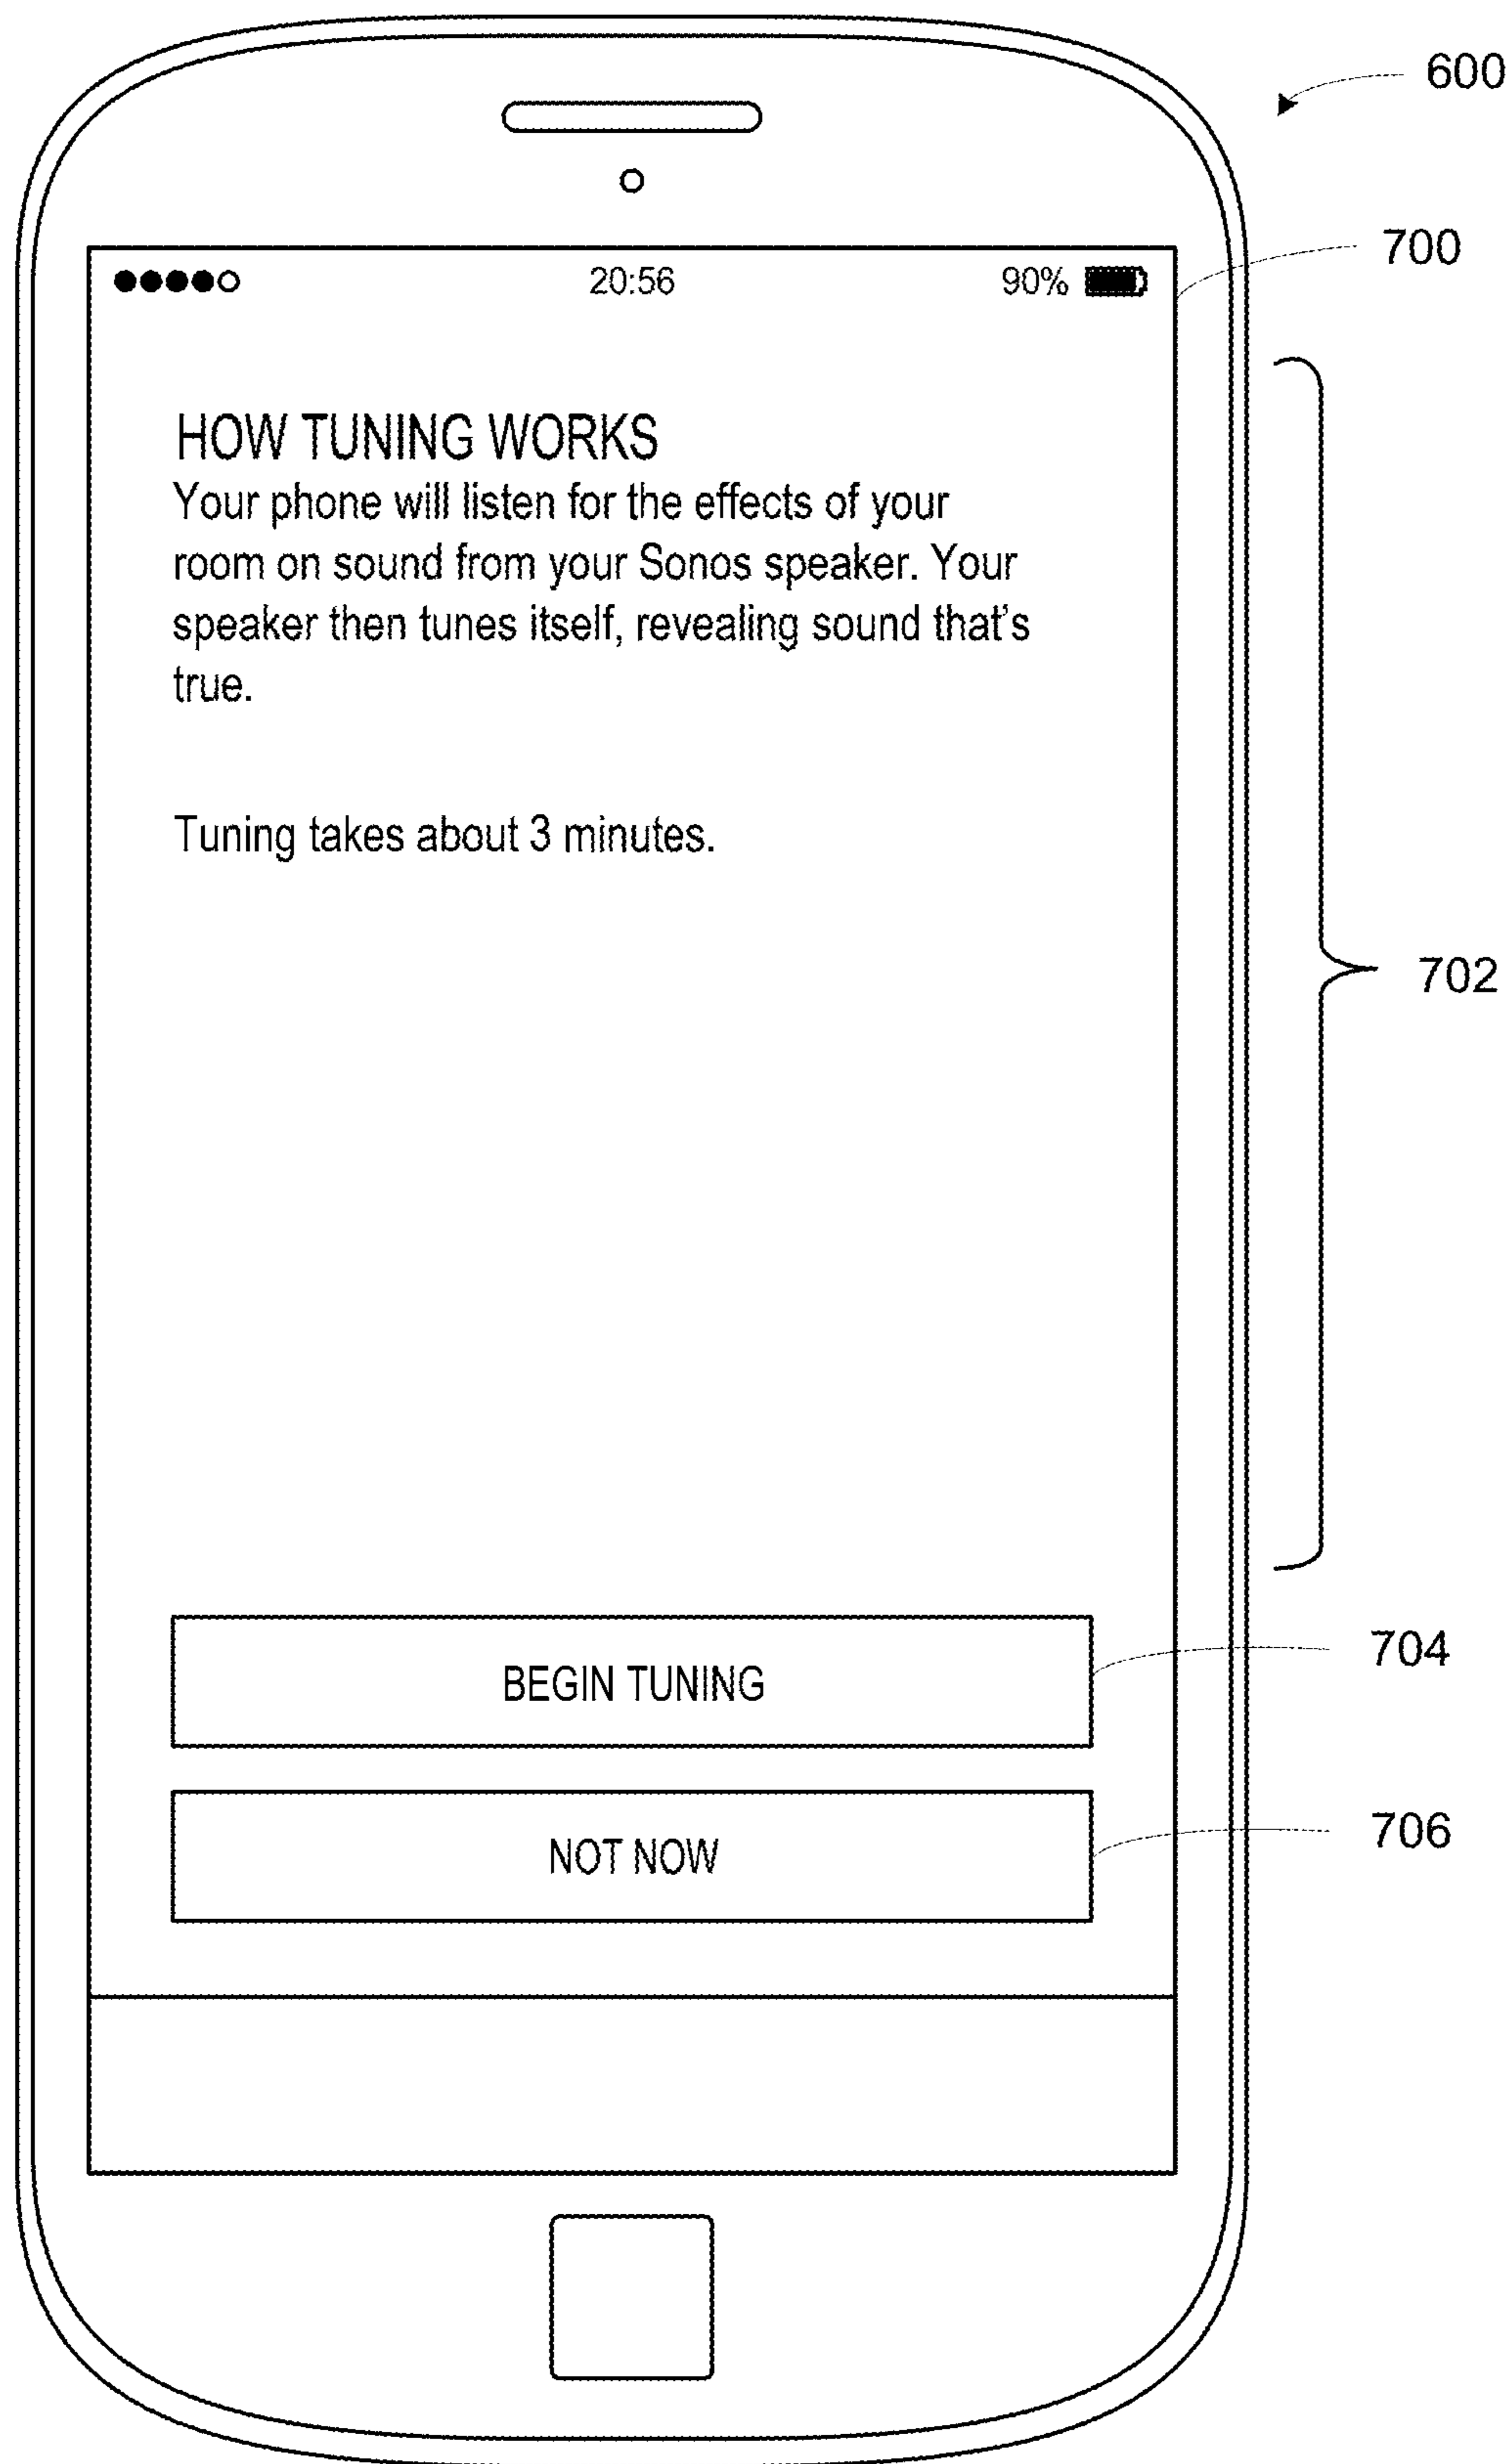 600
700
20:56
90%
HOW TUNING WORKS
Your phone will listen for the effects of your
room on sound from your Sonos speaker. Your
speaker then tunes itself, revealing sound that's
true.
Tuning takes about 3 minutes.
702
BEGIN TUNING
704
NOT NOW
706